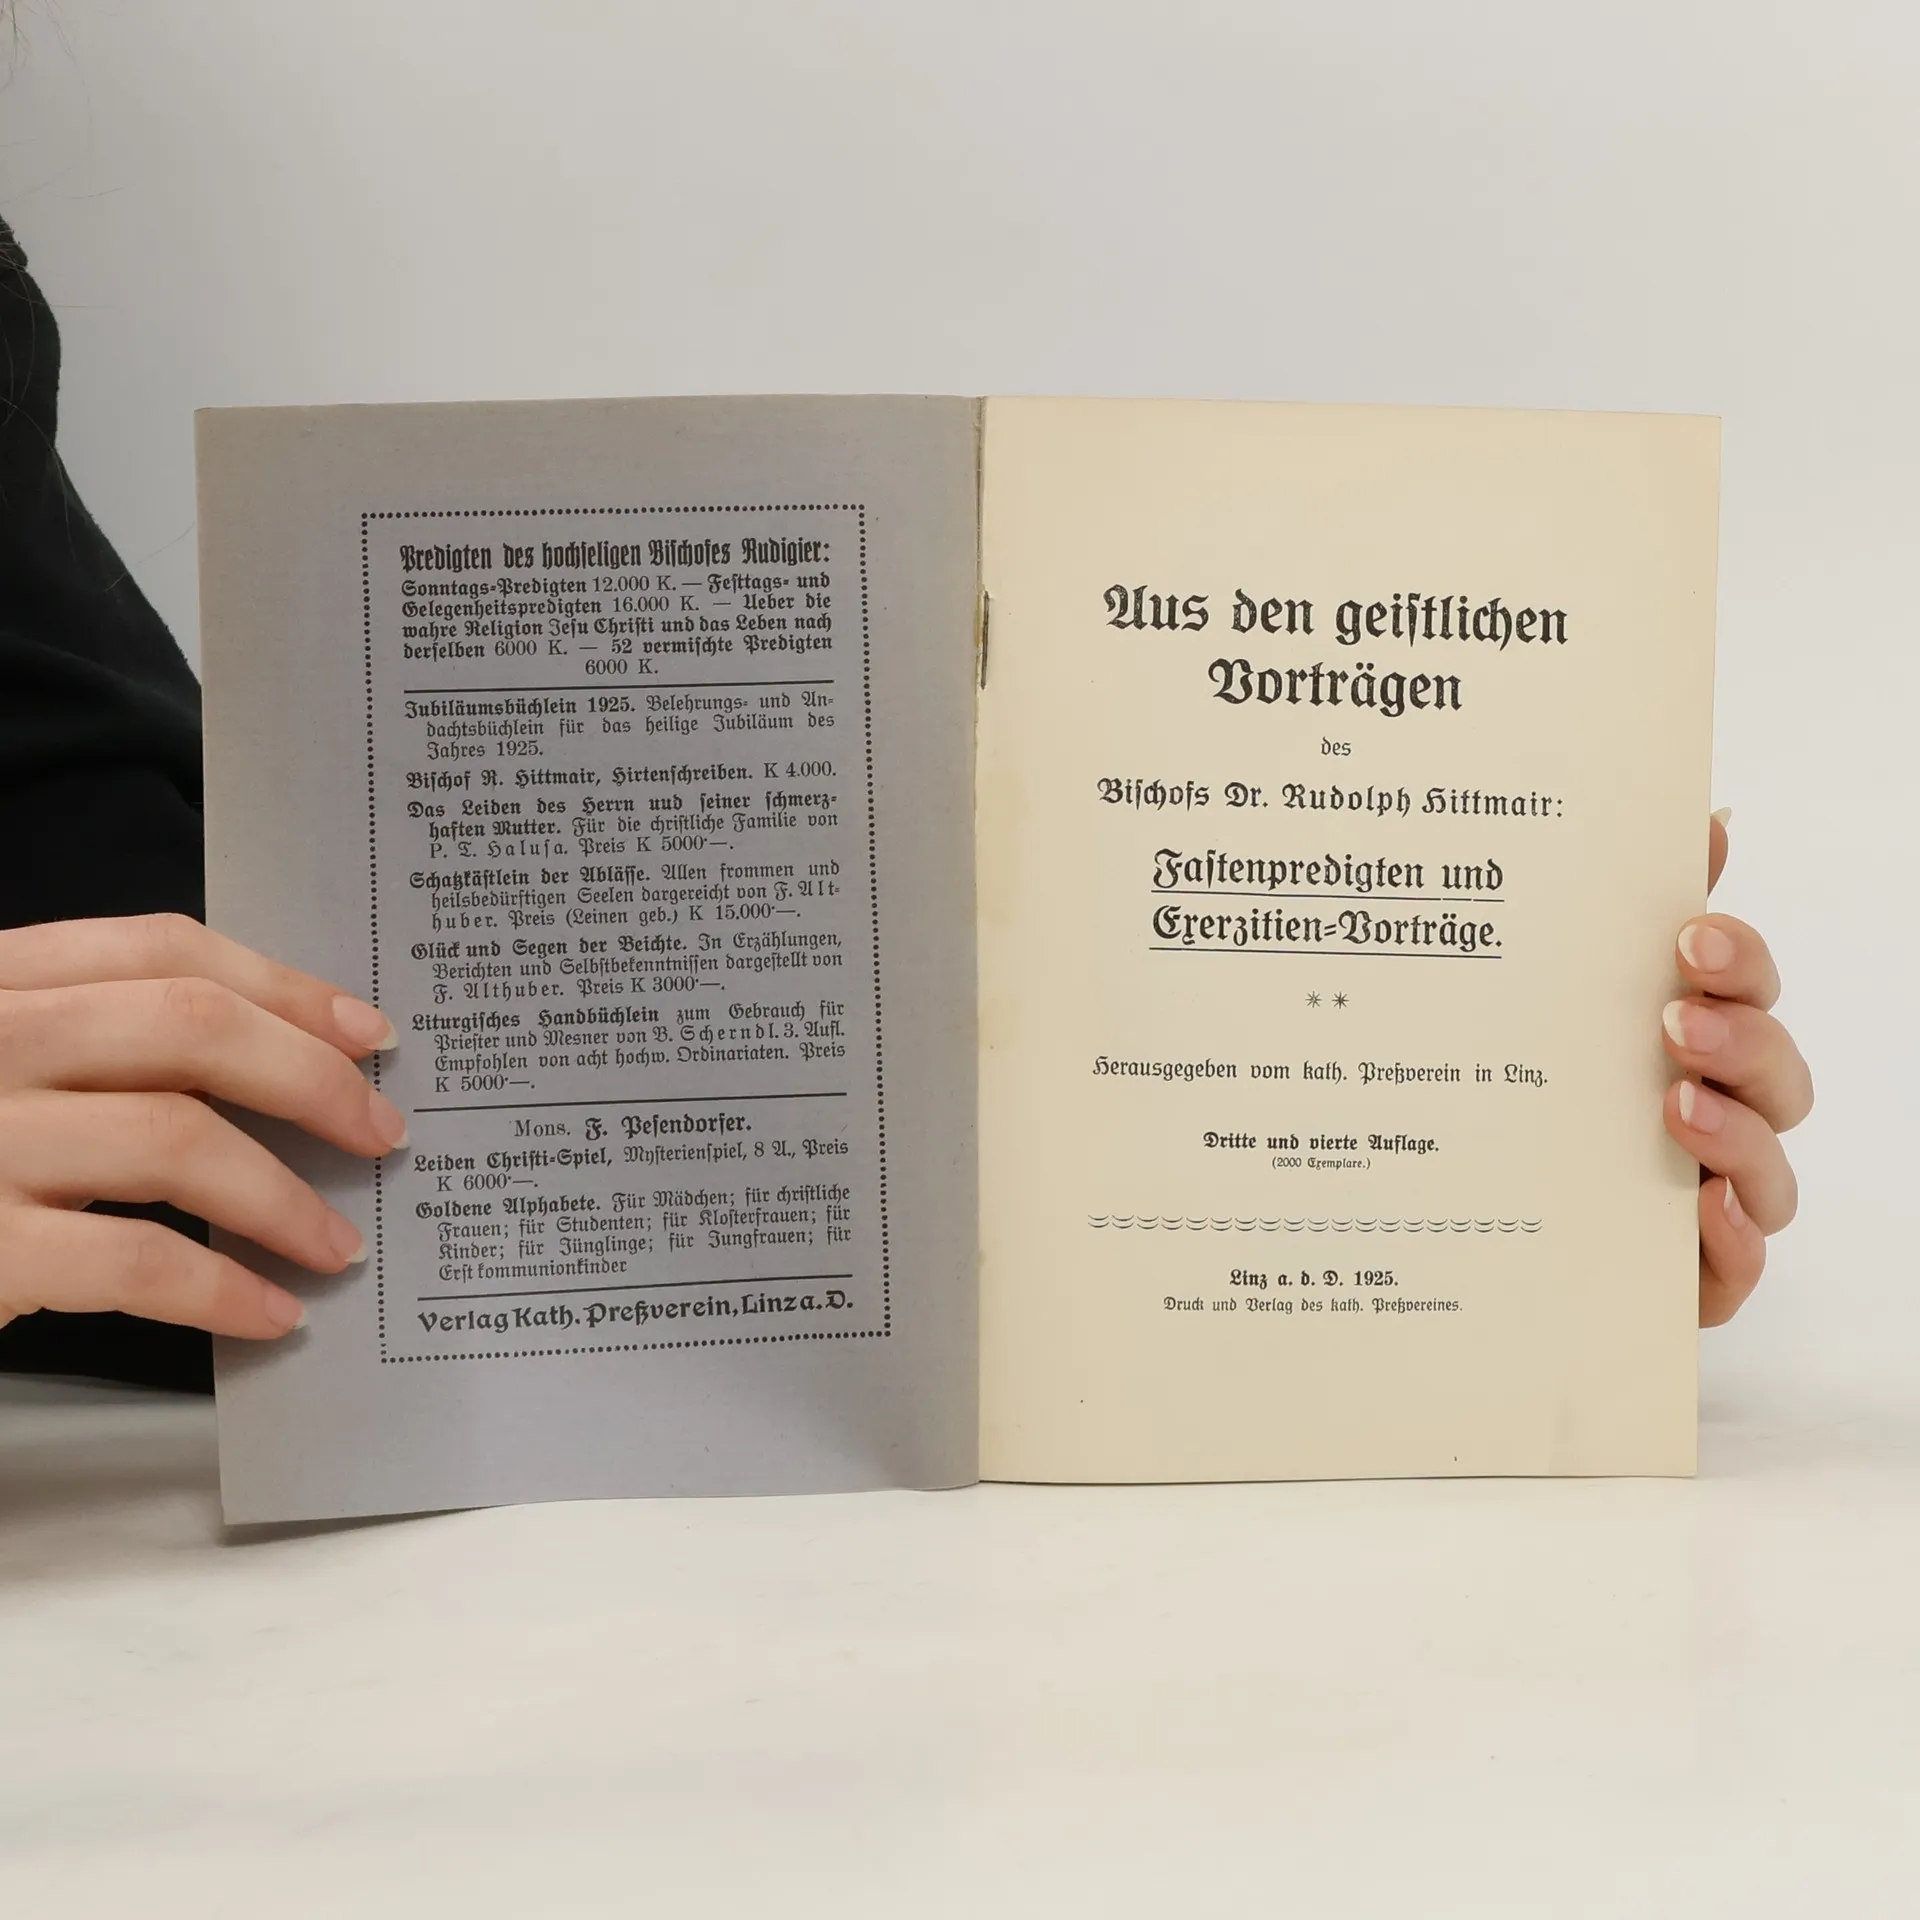 Predigten des hochseligen Bischofes Rudigier:
Sonntags-Predigten 12.000 K. — Festtags- und
Gelegenheitspredigten 16.000 K. — Ueber die
wahre Religion Jesu Christi und das Leben nach
derselben 6000 K. — 52 vermischte Predigten
6000 K.
Jubiläumsbüchlein 1925. Belehrungs- und An-
dachtsbüchlein für das heilige Jubiläum des
Jahres 1925.
Bischof R. Hittmair, Hirtenschreiben. K 4.000.
Das Leiden des Herrn uud seiner schmerz-
haften Mutter. Für die christliche Familie von
P. T. Halusa. Preis K 5000·—.
Schatzkästlein der Ablässe. Allen frommen und
heilsbedürftigen Seelen dargereicht von F. Alt-
huber. Preis (Leinen geb.) K 15.000·—.
Glück und Segen der Beichte. In Erzählungen,
Berichten und Selbstbekenntnissen dargestellt von
F. Althuber. Preis K 3000·—.
Liturgisches Handbüchlein zum Gebrauch für
Priester und Mesner von B. Scherndl. 3. Aufl.
Empfohlen von acht hochw. Ordinariaten. Preis
K 5000·—.
Mons. F. Pesendorfer.
Leiden Christi-Spiel, Mysterienspiel, 8 A., Preis
K 6000·—.
Goldene Alphabete. Für Mädchen; für christliche
Frauen; für Studenten; für Klosterfrauen; für
Kinder; für Jünglinge; für Jungfrauen; für
Erstkommunionkinder
Verlag Kath. Preßverein, Linz a. D.
Aus den geistlichen
Vorträgen
des
Bischofs Dr. Rudolph Hittmair:
Fastenpredigten und
Exerzitien-Vorträge.
Herausgegeben vom kath. Preßverein in Linz.
Dritte und vierte Auflage.
(2000 Exemplare.)
Linz a. d. D. 1925.
Druck und Verlag des kath. Preßvereines.